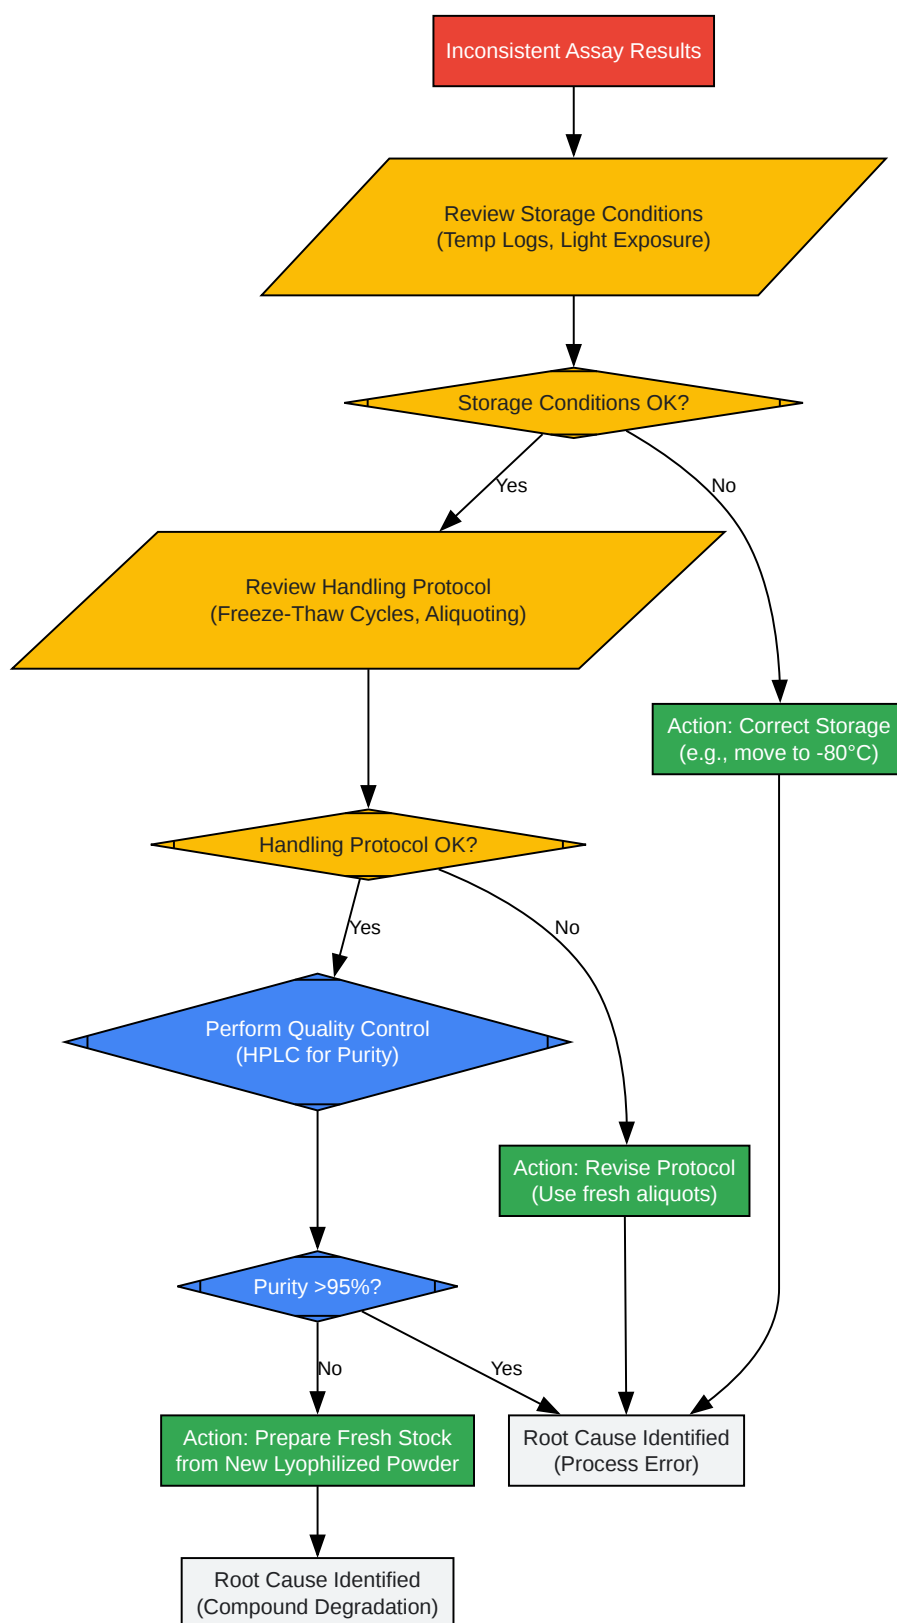 Inconsistent Assay Results
Review Storage Conditions
(Temp Logs, Light Exposure)
Storage Conditions OK?
Yes
No
Review Handling Protocol
(Freeze-Thaw Cycles, Aliquoting)
Action: Correct Storage
(e.g., move to -80°C)
Handling Protocol OK?
Yes
No
Perform Quality Control
(HPLC for Purity)
Action: Revise Protocol
(Use fresh aliquots)
Purity >95%?
No
Yes
Action: Prepare Fresh Stock
from New Lyophilized Powder
Root Cause Identified
(Process Error)
Root Cause Identified
(Compound Degradation)